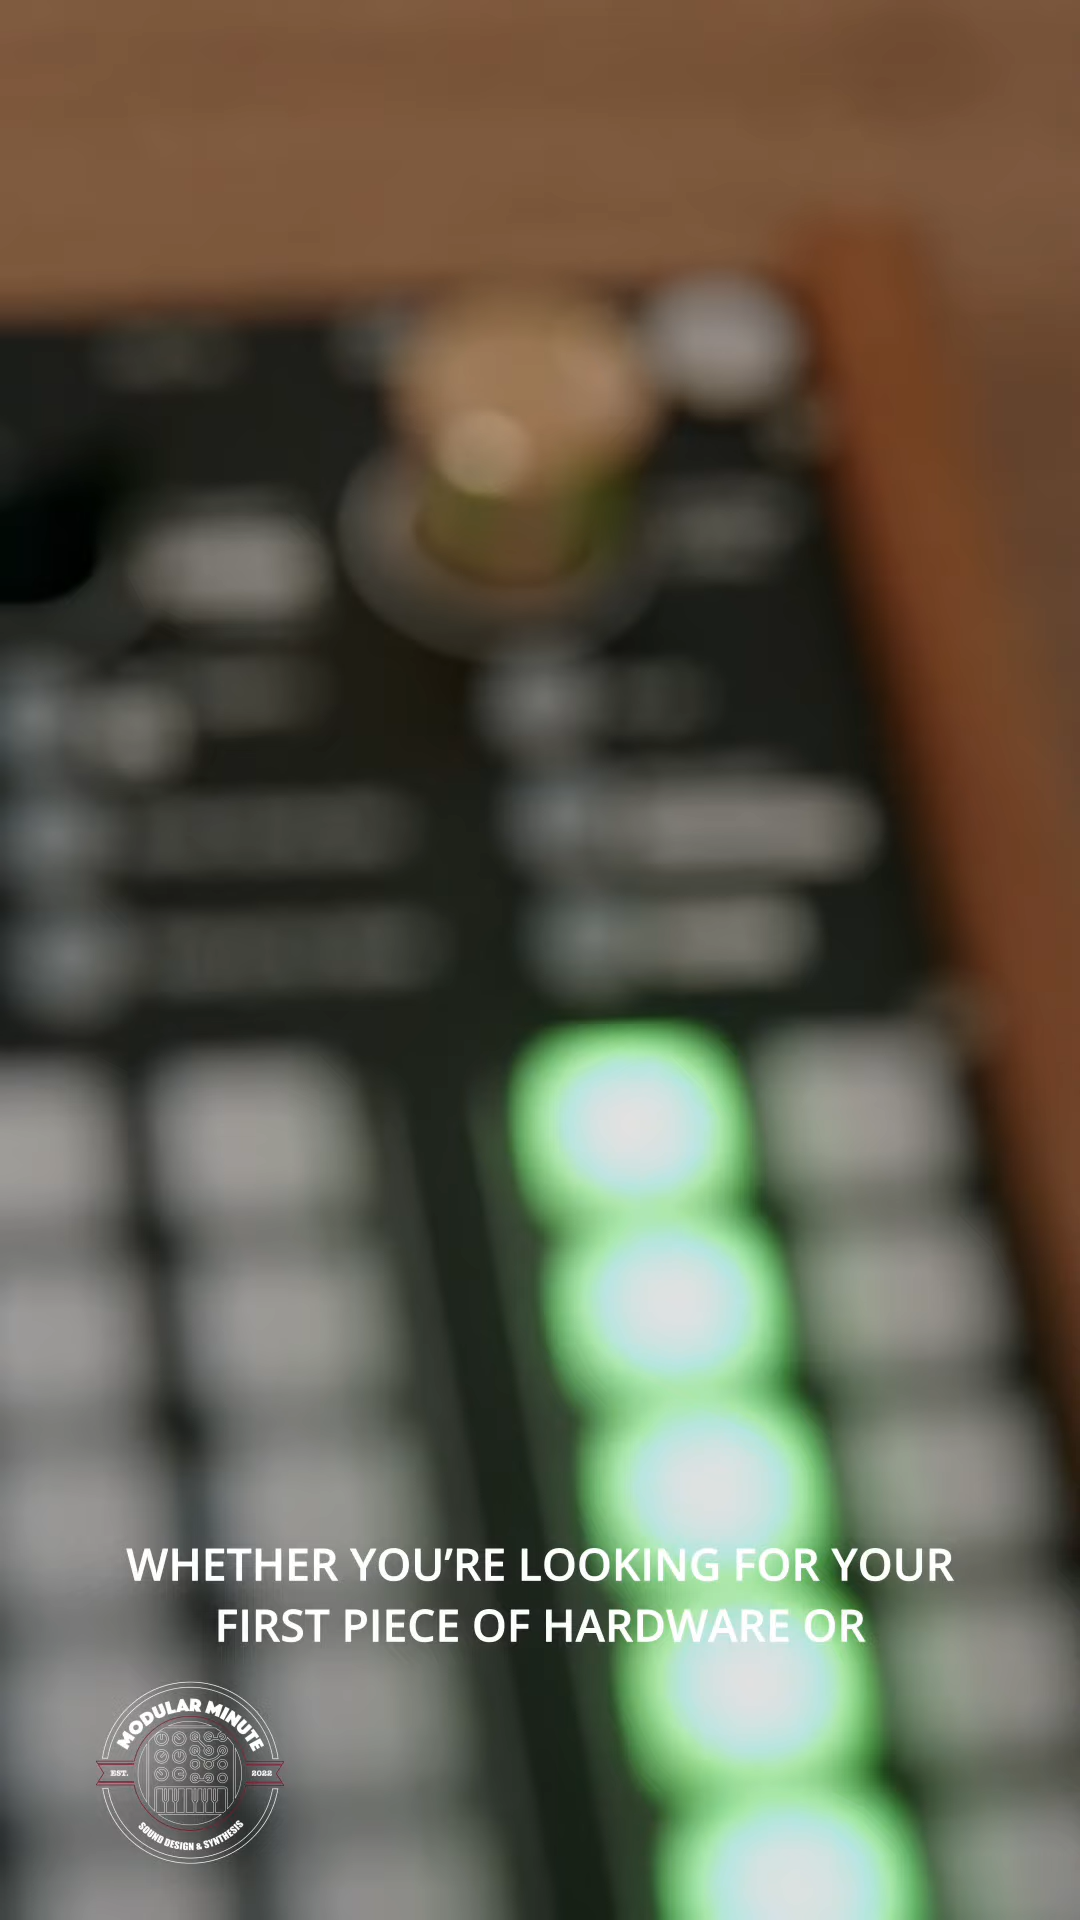 WHETHER YOU’RE LOOKING FOR YOUR
FIRST PIECE OF HARDWARE OR
MODULAR MINUTE
EST. 2022
SOUND DESIGN & SYNTHESIS